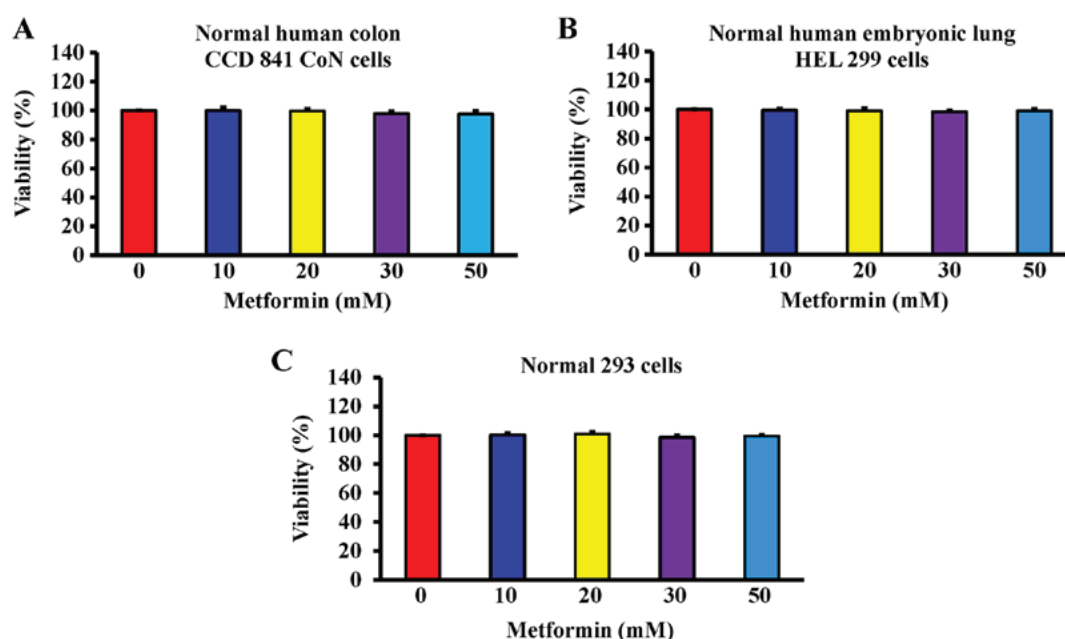 A
Normal human colon
CCD 841 CoN cells
Viability (%)
140
120
100
80
60
40
20
0
0 10 20 30 50
Metformin (mM)
B
Normal human embryonic lung
HEL 299 cells
Viability (%)
140
120
100
80
60
40
20
0
0 10 20 30 50
Metformin (mM)
C
Normal 293 cells
Viability (%)
140
120
100
80
60
40
20
0
0 10 20 30 50
Metformin (mM)